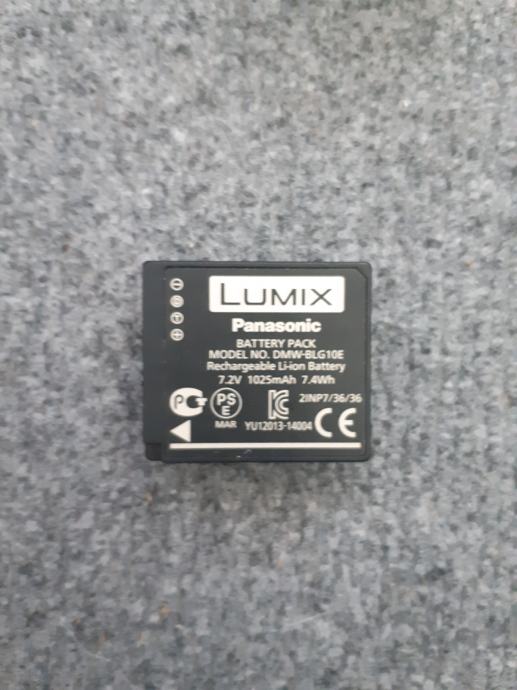 LUMIX
Panasonic
BATTERY PACK
MODEL NO. DMW-BLG10E
Rechargeable Li-ion Battery
7.2V 1025mAh 7.4Wh
2INP7/36/36
PS
E
MAR
YU12013-14004
CE